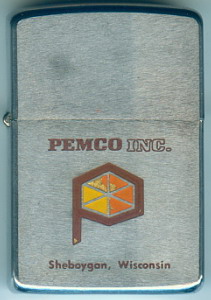 PEMCO INC.
Sheboygan, Wisconsin